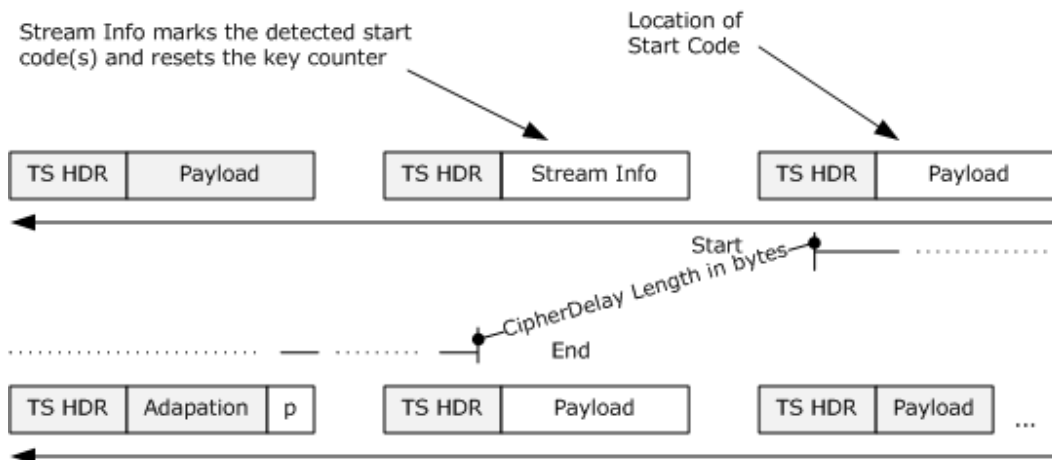 Stream Info marks the detected start
code(s) and resets the key counter
Location of
Start Code
TS HDR Payload TS HDR Stream Info TS HDR Payload
Start
CipherDelay Length in bytes
End
TS HDR Adapation p TS HDR Payload TS HDR Payload ...